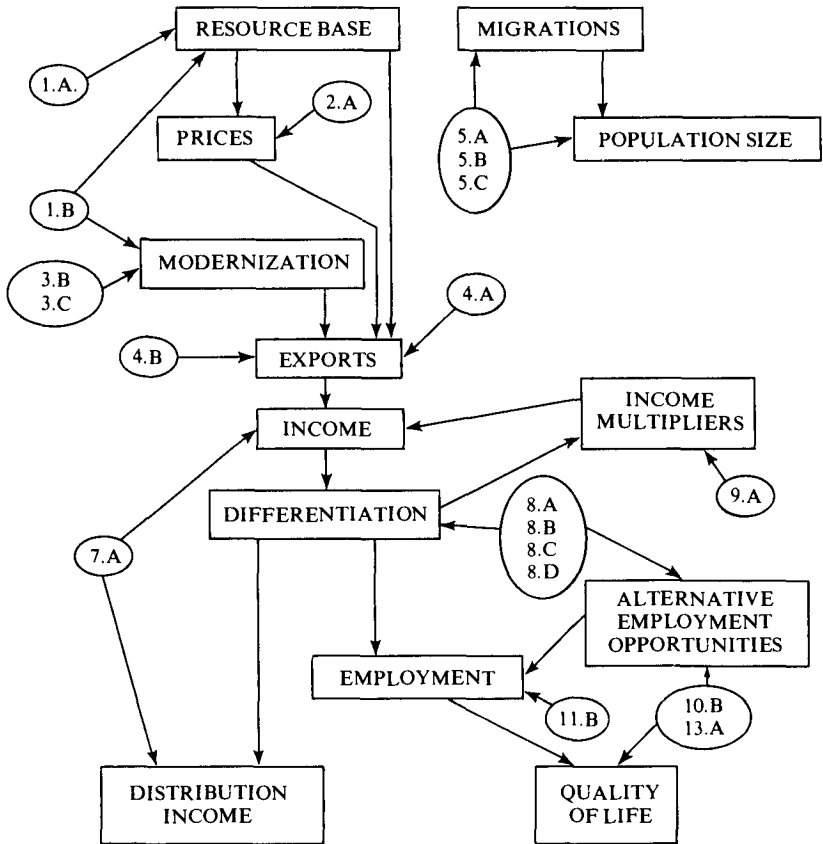 RESOURCE BASE
MIGRATIONS
1.A.
2.A
PRICES
5.A
5.B
5.C
POPULATION SIZE
1.B
MODERNIZATION
3.B
3.C
4.A
4.B
EXPORTS
INCOME
INCOME
MULTIPLIERS
9.A
DIFFERENTIATION
8.A
8.B
8.C
8.D
7.A
ALTERNATIVE
EMPLOYMENT
OPPORTUNITIES
EMPLOYMENT
11.B
10.B
13.A
DISTRIBUTION
INCOME
QUALITY
OF LIFE